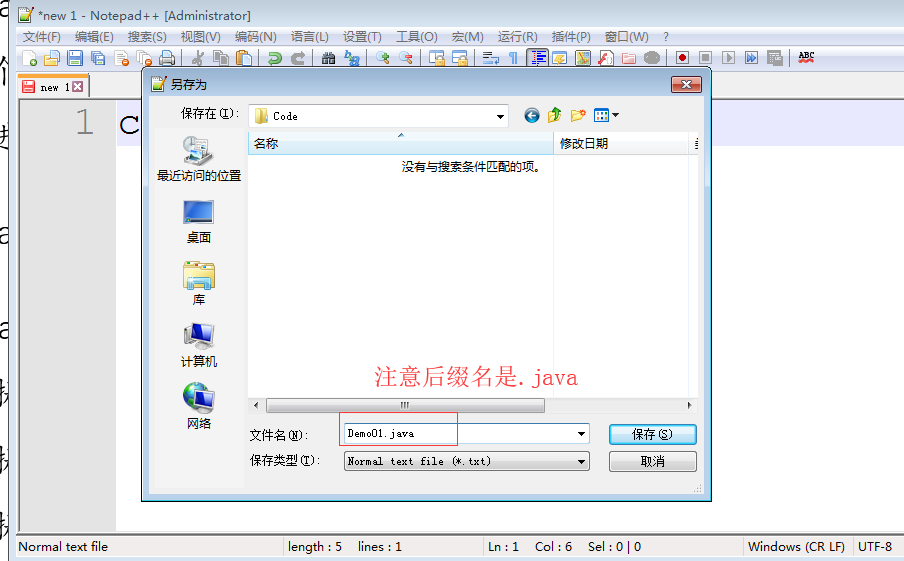 *new 1 - Notepad++ [Administrator]
文件(F) 编辑(E) 搜索(S) 视图(V) 编码(N) 语言(L) 设置(T) 工具(O) 宏(M) 运行(R) 插件(P) 窗口(W) ?
ABC
new 1
1
C
另存为
保存在(I):
Code
名称
修改日期
没有与搜索条件匹配的项。
最近访问的位置
桌面
库
计算机
网络
注意后缀名是.java
文件名(N):
Demo01.java
保存(S)
保存类型(T):
Normal text file (*.txt)
取消
Normal text file
length : 5 lines : 1
Ln : 1 Col : 6 Sel : 0 | 0
Windows (CR LF)
UTF-8